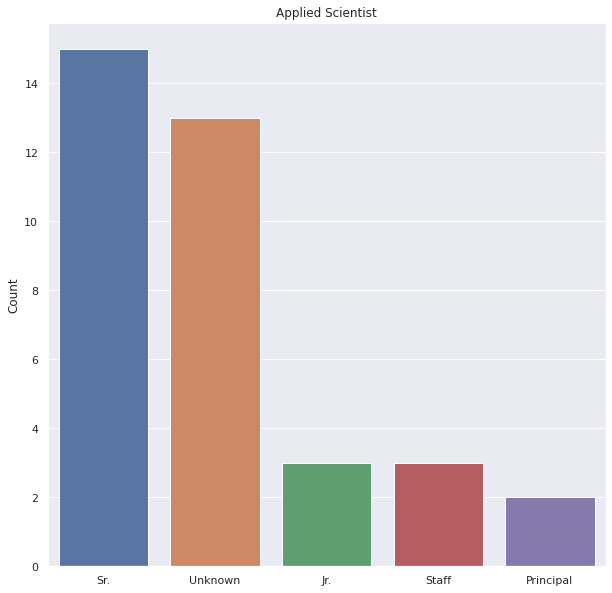 Applied Scientist
Count
14
12
10
8
6
4
2
0
Sr.
Unknown
Jr.
Staff
Principal